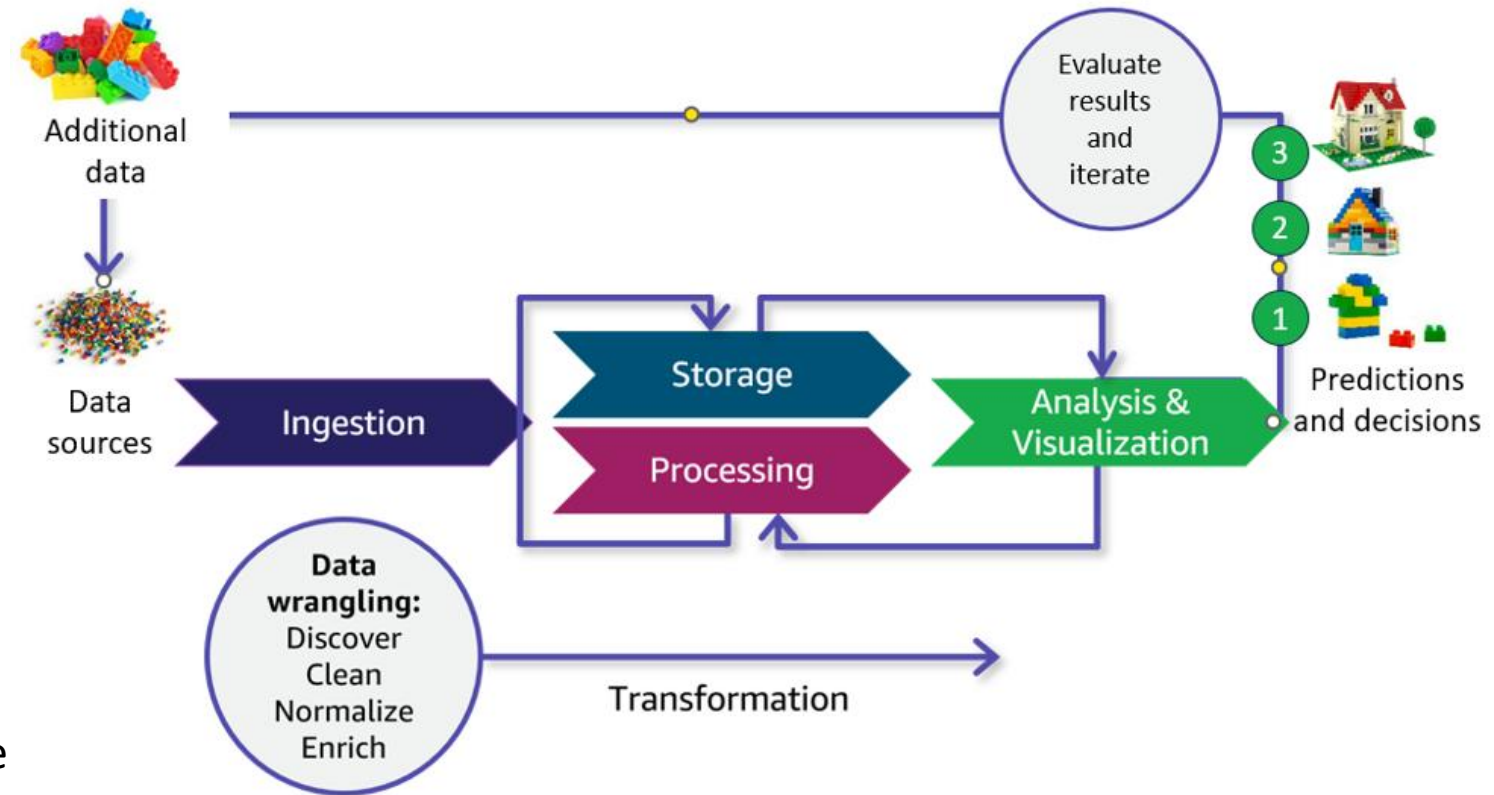 Additional
data
Evaluate
results
and
iterate
3
2
1
Data
sources
Ingestion
Storage
Processing
Analysis &
Visualization
Predictions
and decisions
Data
wrangling:
Discover
Clean
Normalize
Enrich
Transformation
e